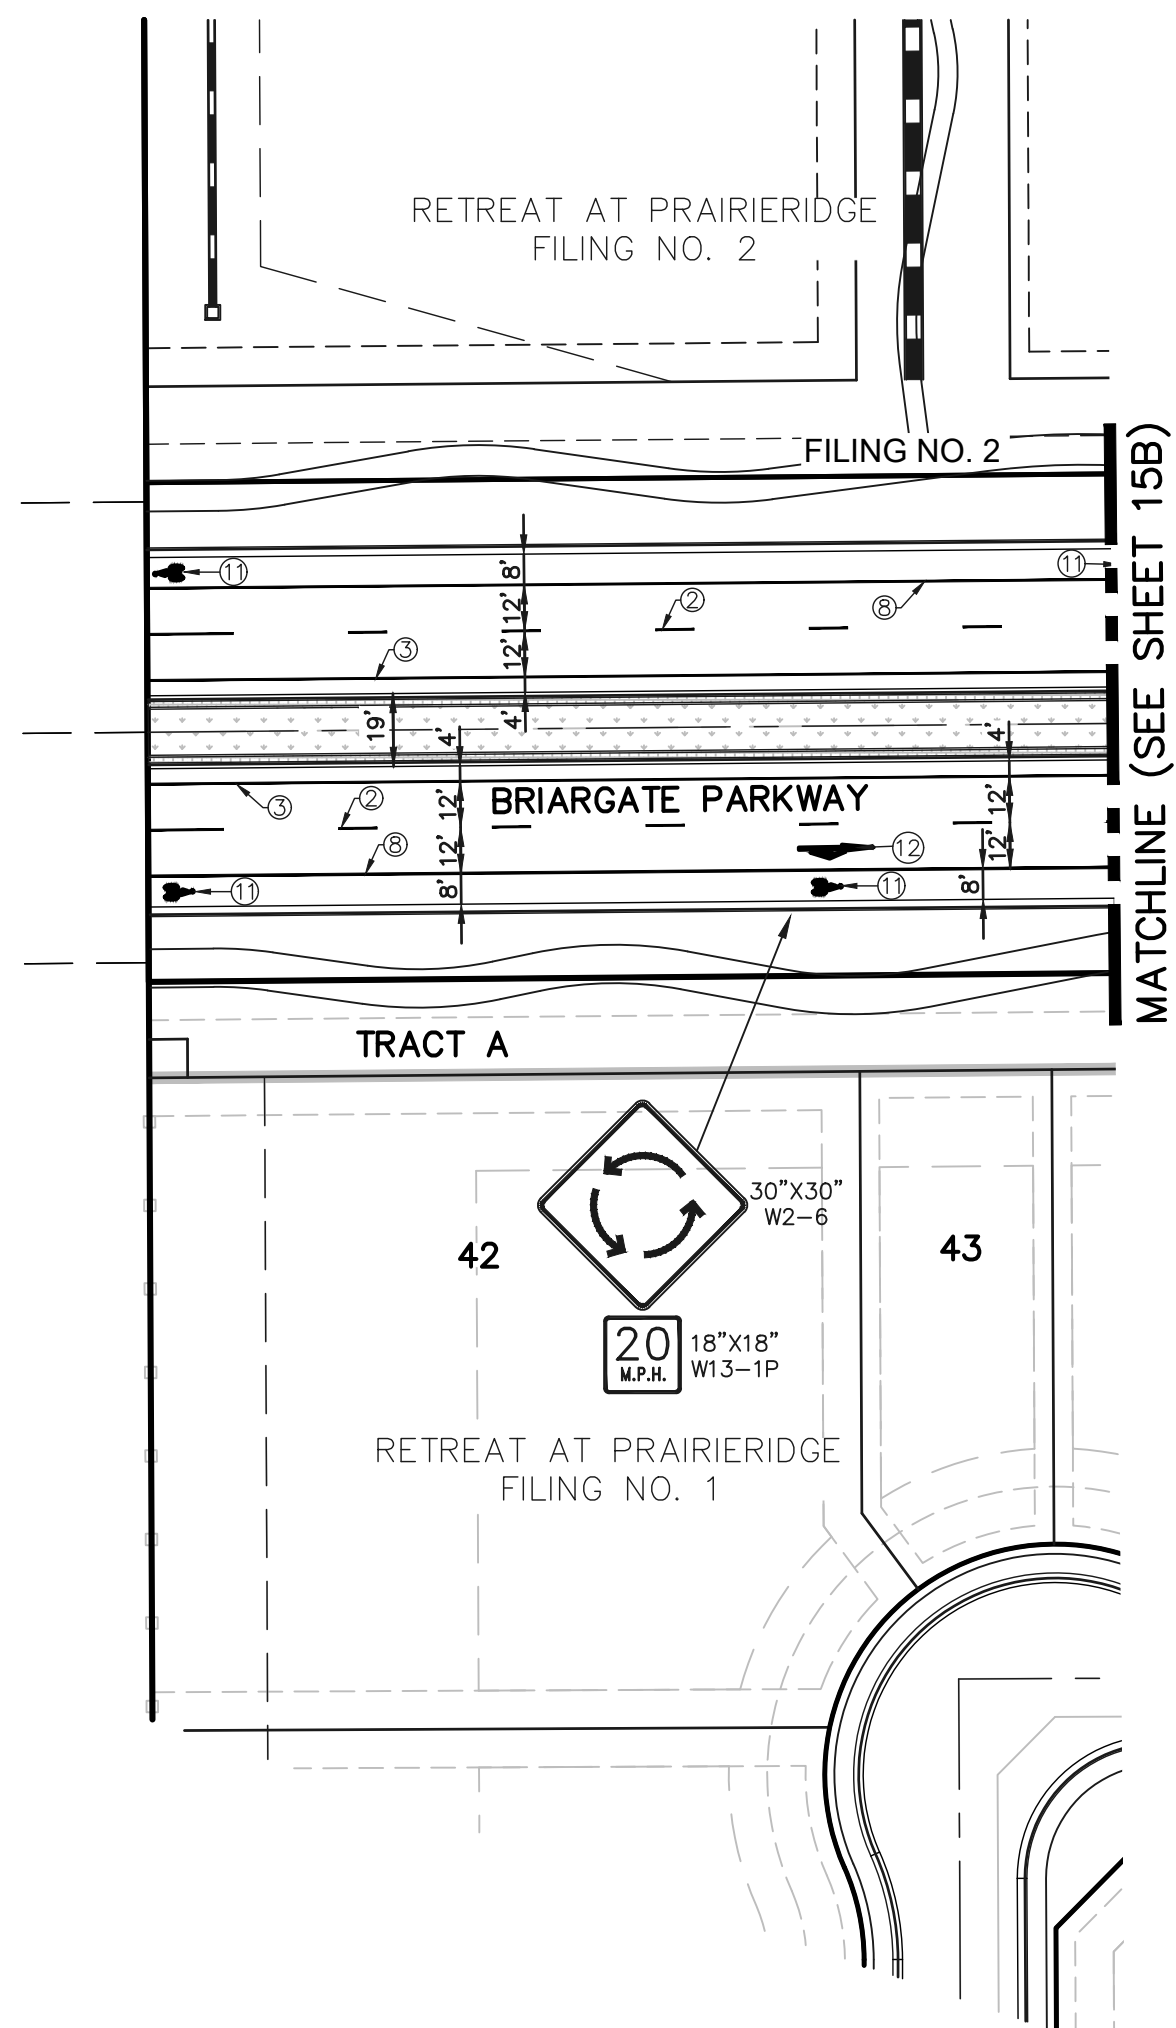 RETREAT AT PRAIRIERIDGE
FILING NO. 2
FILING NO. 2
MATCHLINE (SEE SHEET 15B)
11
8'
11
12'
2
8
12'
3
19'
4'
4'
4'
3
2
12'
BRIARGATE PARKWAY
12'
8
12'
12
12'
11
8'
11
8'
TRACT A
30"X30"
W2-6
42
43
20
M.P.H.
18"X18"
W13-1P
RETREAT AT PRAIRIERIDGE
FILING NO. 1